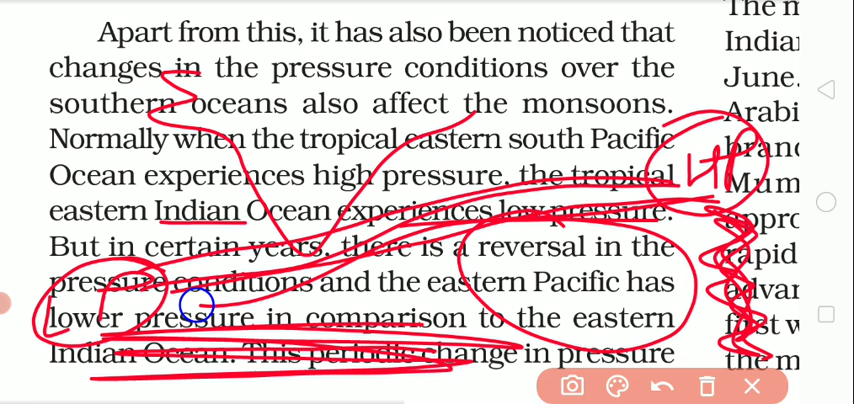 Apart from this, it has also been noticed that
changes in the pressure conditions over the
southern oceans also affect the monsoons.
Normally when the tropical eastern south Pacific
Ocean experiences high pressure, the tropical
eastern Indian Ocean experiences low pressure.
But in certain years, there is a reversal in the
pressure conditions and the eastern Pacific has
lower pressure in comparison to the eastern
Indian Ocean. This periodic change in pressure
The m
India
June.
Arabi
branc
Mum
appro
rapid
advan
first w
the m